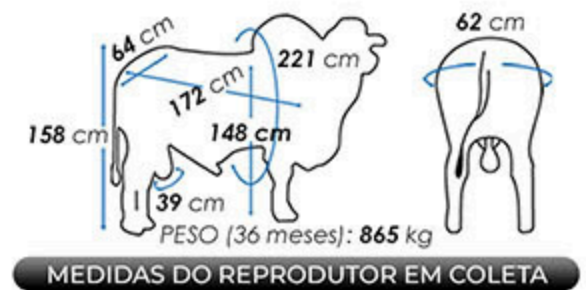 64 cm
62 cm
221 cm
172 cm
158 cm
148 cm
39 cm
PESO (36 meses): 865 kg
MEDIDAS DO REPRODUTOR EM COLETA